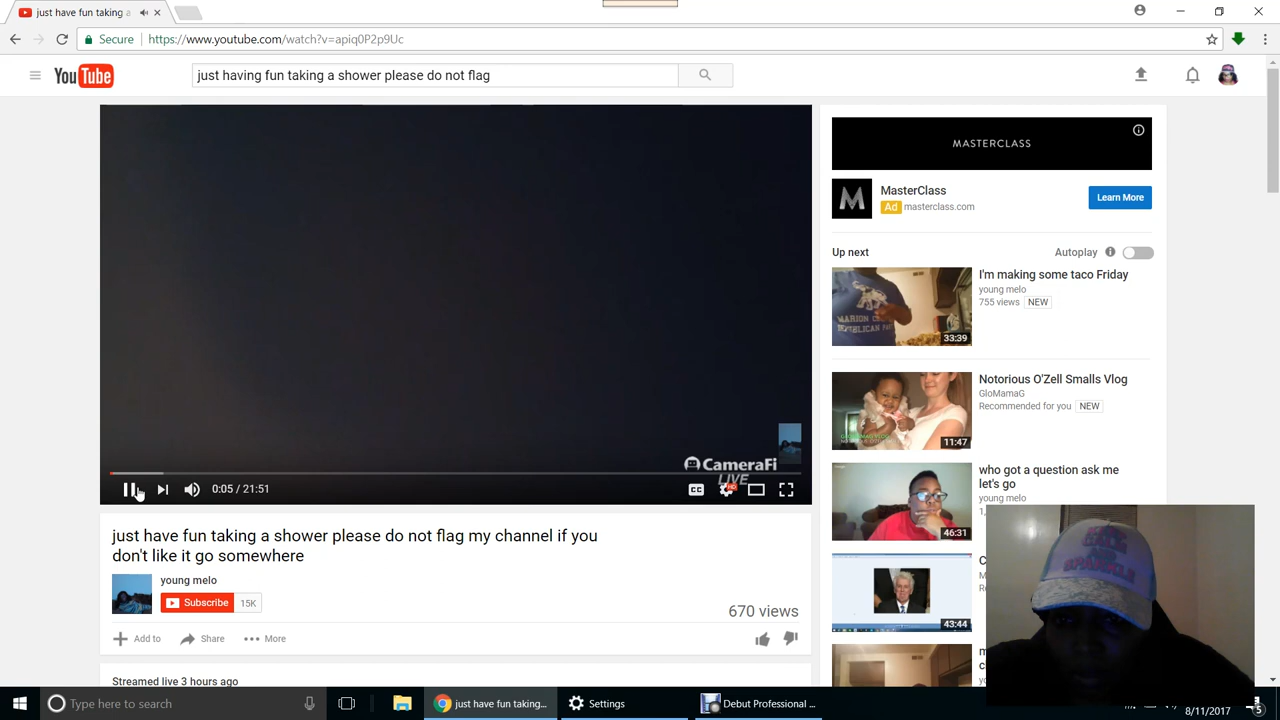 just have fun taking a
Secure
https://www.youtube.com/watch?v=apiq0P2p9Uc
YouTube
just having fun taking a shower please do not flag
MASTERCLASS
M
MasterClass
Ad masterclass.com
Learn More
Up next
Autoplay
I'm making some taco Friday
young melo
755 views NEW
33:39
Notorious O'Zell Smalls Vlog
GloMamaG
Recommended for you NEW
11:47
who got a question ask me
let's go
young melo
46:31
43:44
CameraFi
LIVE
0:05 / 21:51
CC
HD
just have fun taking a shower please do not flag my channel if you
don't like it go somewhere
young melo
Subscribe 15K
670 views
Add to
Share
More
Streamed live 3 hours ago
SPARKLE
Type here to search
just have fun taking...
Settings
Debut Professional ...
8/11/2017
5